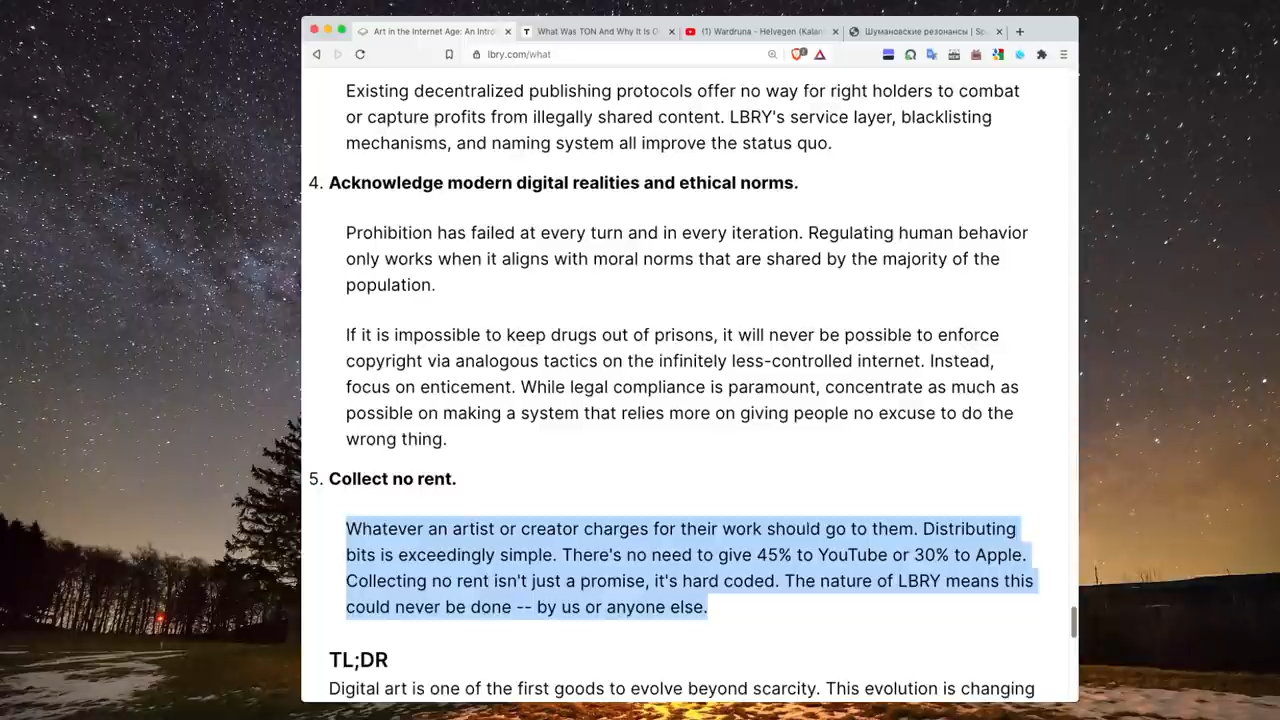 Art in the Internet Age: An Intro
What Was TON And Why It Is O
(1) Wardruna - Helvegen (Kalan
Шумановские резонансы | Sp
lbry.com/what
Existing decentralized publishing protocols offer no way for right holders to combat
or capture profits from illegally shared content. LBRY's service layer, blacklisting
mechanisms, and naming system all improve the status quo.
4. Acknowledge modern digital realities and ethical norms.
Prohibition has failed at every turn and in every iteration. Regulating human behavior
only works when it aligns with moral norms that are shared by the majority of the
population.
If it is impossible to keep drugs out of prisons, it will never be possible to enforce
copyright via analogous tactics on the infinitely less-controlled internet. Instead,
focus on enticement. While legal compliance is paramount, concentrate as much as
possible on making a system that relies more on giving people no excuse to do the
wrong thing.
5. Collect no rent.
Whatever an artist or creator charges for their work should go to them. Distributing
bits is exceedingly simple. There's no need to give 45% to YouTube or 30% to Apple.
Collecting no rent isn't just a promise, it's hard coded. The nature of LBRY means this
could never be done -- by us or anyone else.
TL;DR
Digital art is one of the first goods to evolve beyond scarcity. This evolution is changing